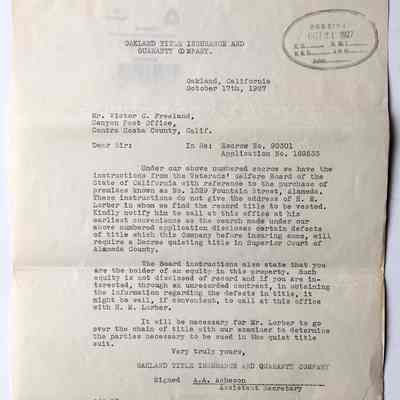 OAKLAND TITLE INSURANCE AND
GUARANTY COMPANY.
OCT 21 1927
Oakland, California
October 17th, 1927
Mr. Victor C. Freeland,
Canyon Post Office,
Contra Costa County, Calif.
Dear Sir: In Re: Escrow No. 90301
Application No. 169535
Under our above numbered escrow we have the
instructions from the Veterans' Welfare Board of the
State of California with reference to the purchase of
premises known as No. 1829 Fountain Street, Alameda.
These instructions do not give the address of H. M.
Lorber in whom we find the record title to be vested.
Kindly notify him to call at this office at his
earliest convenience as the search made under our
above numbered application discloses certain defects
of title which this Company before insuring same, will
require a Decree quieting title in Superior Court of
Alameda County.
The Board instructions also state that you
are the holder of an equity in this property. Such
equity is not disclosed of record and if you are in-
terested, through an unrecorded contract, in obtaining
the information regarding the defects in title, it
might be well, if convenient, to call at this office
with H. M. Lorber.
It will be necessary for Mr. Lorber to go
over the chain of title with our examiner to determine
the parties necessary to be sued in the quiet title
suit.
Very truly yours,
OAKLAND TITLE INSURANCE AND GUARANTY COMPANY
Signed A.A. Acheson
Assistant Secretary